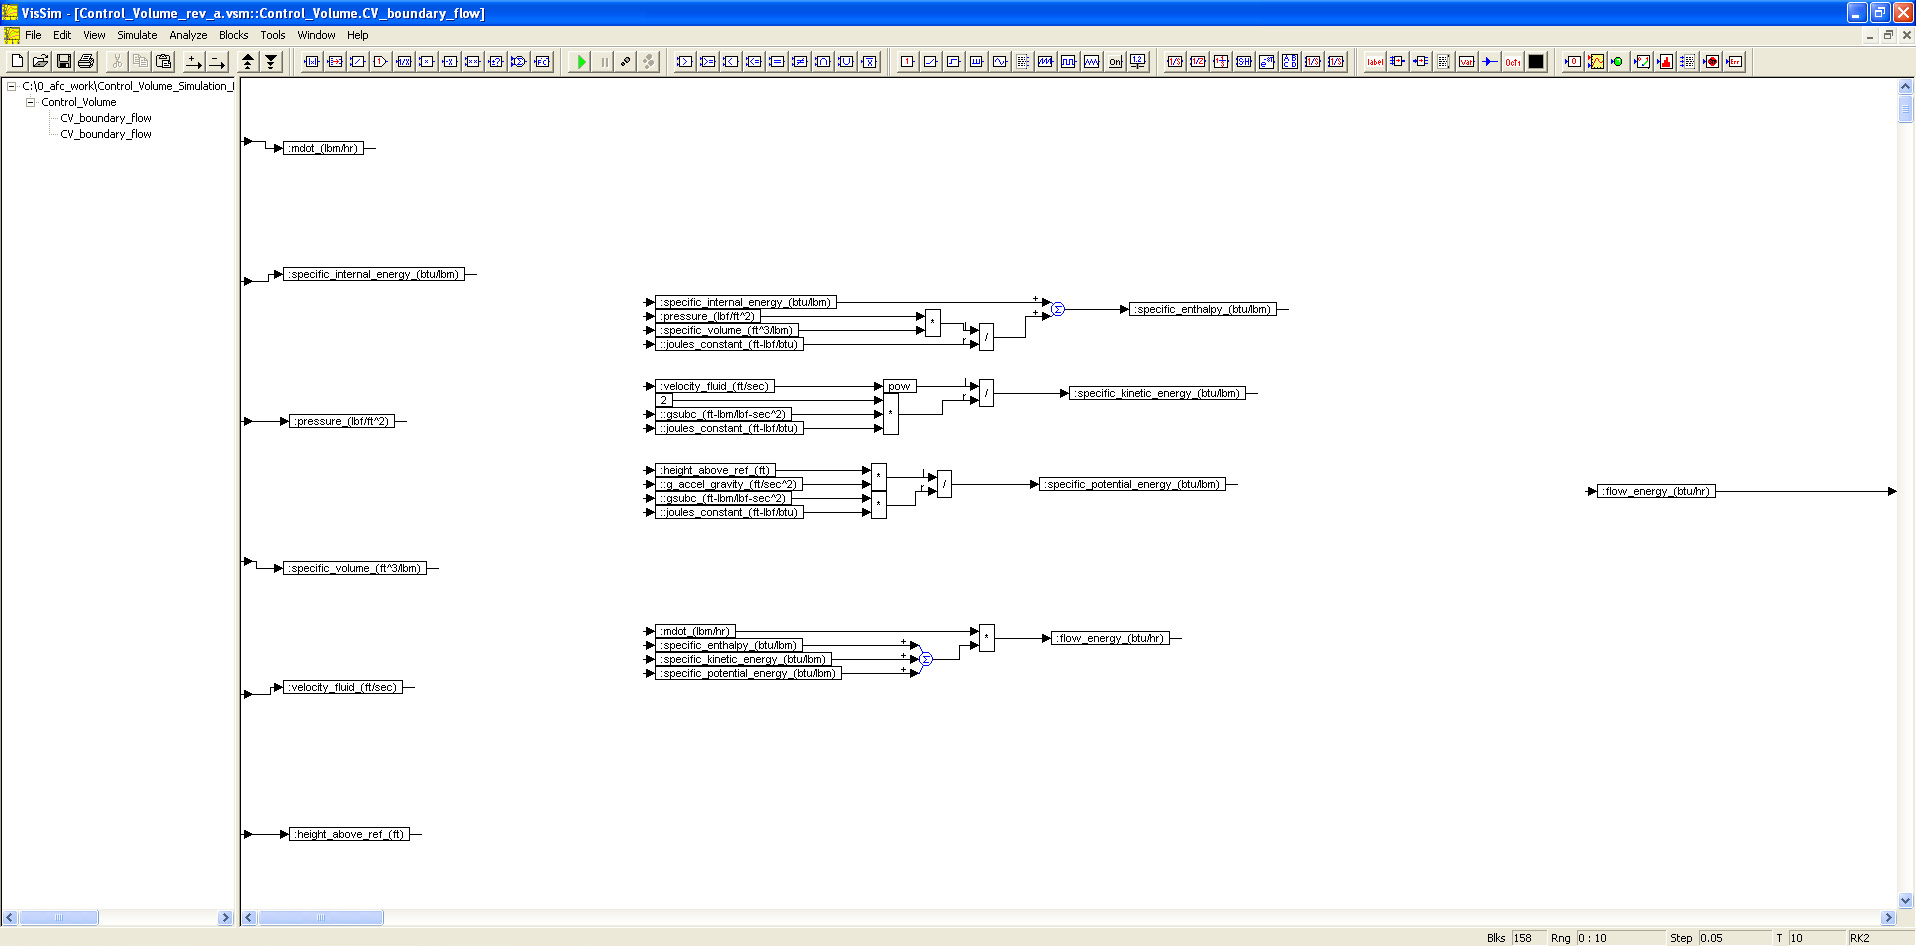 VisSim - [Control_Volume_rev_a.vsm::Control_Volume.CV_boundary_flow]
File Edit View Simulate Analyze Blocks Tools Window Help
C:\0_afc_work\Control_Volume_Simulation_
Control_Volume
CV_boundary_flow
CV_boundary_flow
:mdot_(lbm/hr)
:specific_internal_energy_(btu/lbm)
:pressure_(lbf/ft^2)
:specific_volume_(ft^3/lbm)
:velocity_fluid_(ft/sec)
:height_above_ref_(ft)
:specific_internal_energy_(btu/lbm)
:pressure_(lbf/ft^2)
:specific_volume_(ft^3/lbm)
::joules_constant_(ft-lbf/btu)
* l r / + + Σ
:specific_enthalpy_(btu/lbm)
:velocity_fluid_(ft/sec)
2
::gsubc_(ft-lbm/lbf-sec^2)
::joules_constant_(ft-lbf/btu)
pow * l r /
:specific_kinetic_energy_(btu/lbm)
:height_above_ref_(ft)
::g_accel_gravity_(ft/sec^2)
::gsubc_(ft-lbm/lbf-sec^2)
::joules_constant_(ft-lbf/btu)
* * l r /
:specific_potential_energy_(btu/lbm)
:mdot_(lbm/hr)
:specific_enthalpy_(btu/lbm)
:specific_kinetic_energy_(btu/lbm)
:specific_potential_energy_(btu/lbm)
+ + + Σ *
:flow_energy_(btu/hr)
:flow_energy_(btu/hr)
Blks 158 Rng 0 : 10 Step 0.05 T 10 RK2